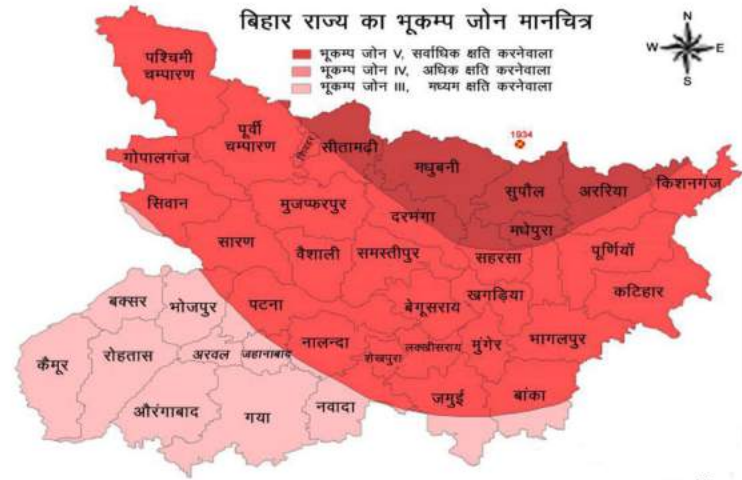 बिहार राज्य का भूकम्प जोन मानचित्र
भूकम्प जोन V, सर्वाधिक क्षति करनेवाला
भूकम्प जोन IV, अधिक क्षति करनेवाला
भूकम्प जोन III, मध्यम क्षति करनेवाला
N
W E
S
पश्चिमी
चम्पारण
पूर्वी
चम्पारण
शिवहर
सीतामढ़ी
1934
मधुबनी
गोपालगंज
सुपौल
अररिया
किशनगंज
सिवान
मुजफ्फरपुर
दरभंगा
मधेपुरा
सारण
वैशाली
समस्तीपुर
सहरसा
पूर्णियाँ
बक्सर
भोजपुर
पटना
बेगूसराय
खगड़िया
कटिहार
कैमूर
रोहतास
अरवल
जहानाबाद
नालन्दा
शेखपुरा
लक्खीसराय
मुंगेर
भागलपुर
औरंगाबाद
गया
नवादा
जमुई
बांका